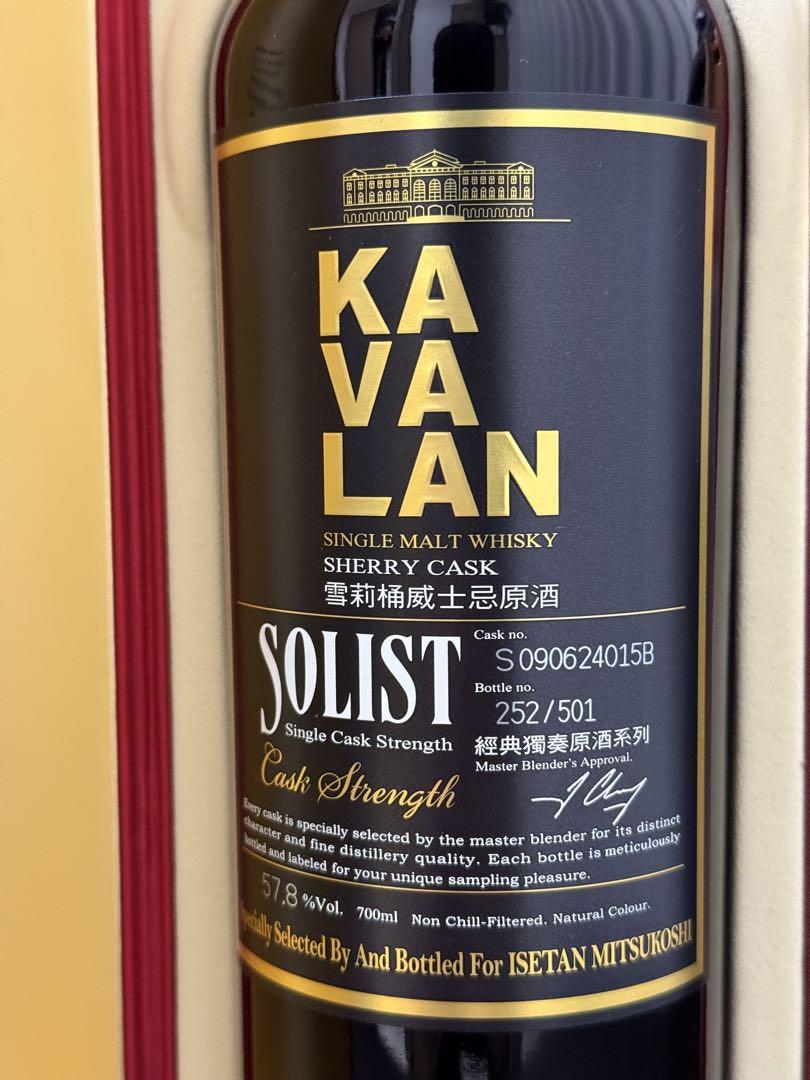 KA
VA
LAN
SINGLE MALT WHISKY
SHERRY CASK
雪莉桶威士忌原酒
SOLIST
Single Cask Strength
Cask Strength
Cask no.
S090624015B
Bottle no.
252/501
經典獨奏原酒系列
Master Blender's Approval.
Every cask is specially selected by the master blender for its distinct
character and fine distillery quality. Each bottle is meticulously
bottled and labeled for your unique sampling pleasure.
57.8 %Vol. 700ml Non Chill-Filtered. Natural Colour.
Specially Selected By And Bottled For ISETAN MITSUKOSHI